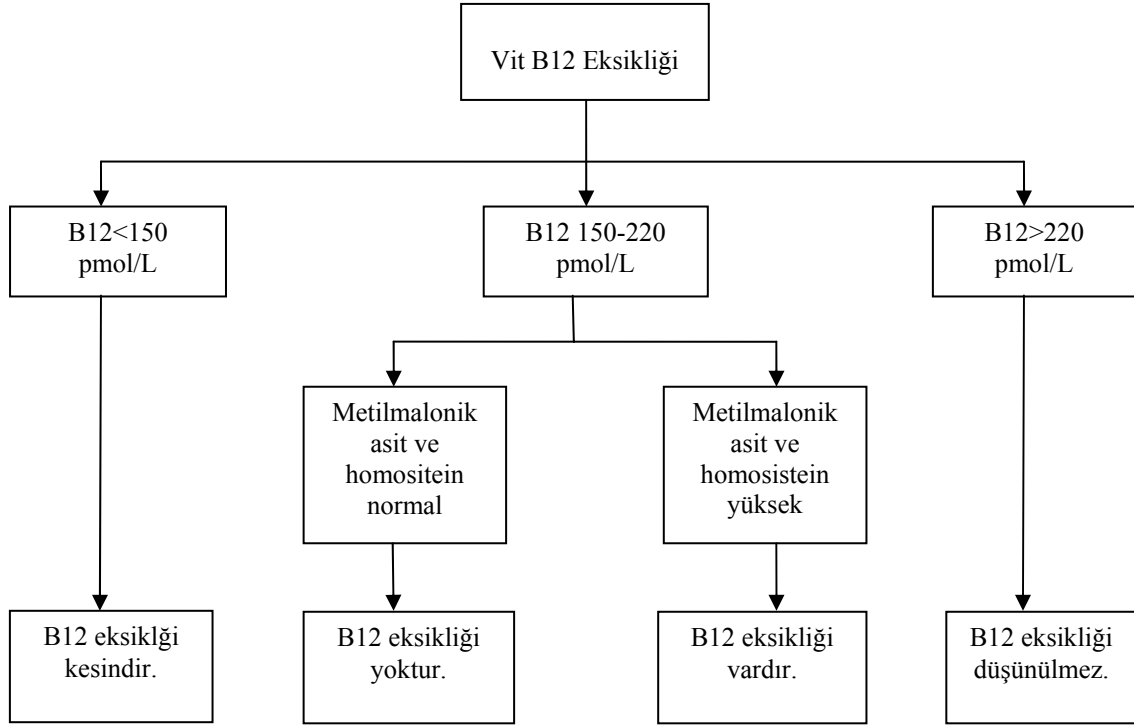 Vit B12 Eksikliği
B12<150
pmol/L
B12 150-220
pmol/L
B12>220
pmol/L
Metilmalonik
asit ve
homositein
normal
Metilmalonik
asit ve
homosistein
yüksek
B12 eksiklği
kesindir.
B12 eksikliği
yoktur.
B12 eksikliği
vardır.
B12 eksikliği
düşünülmez.